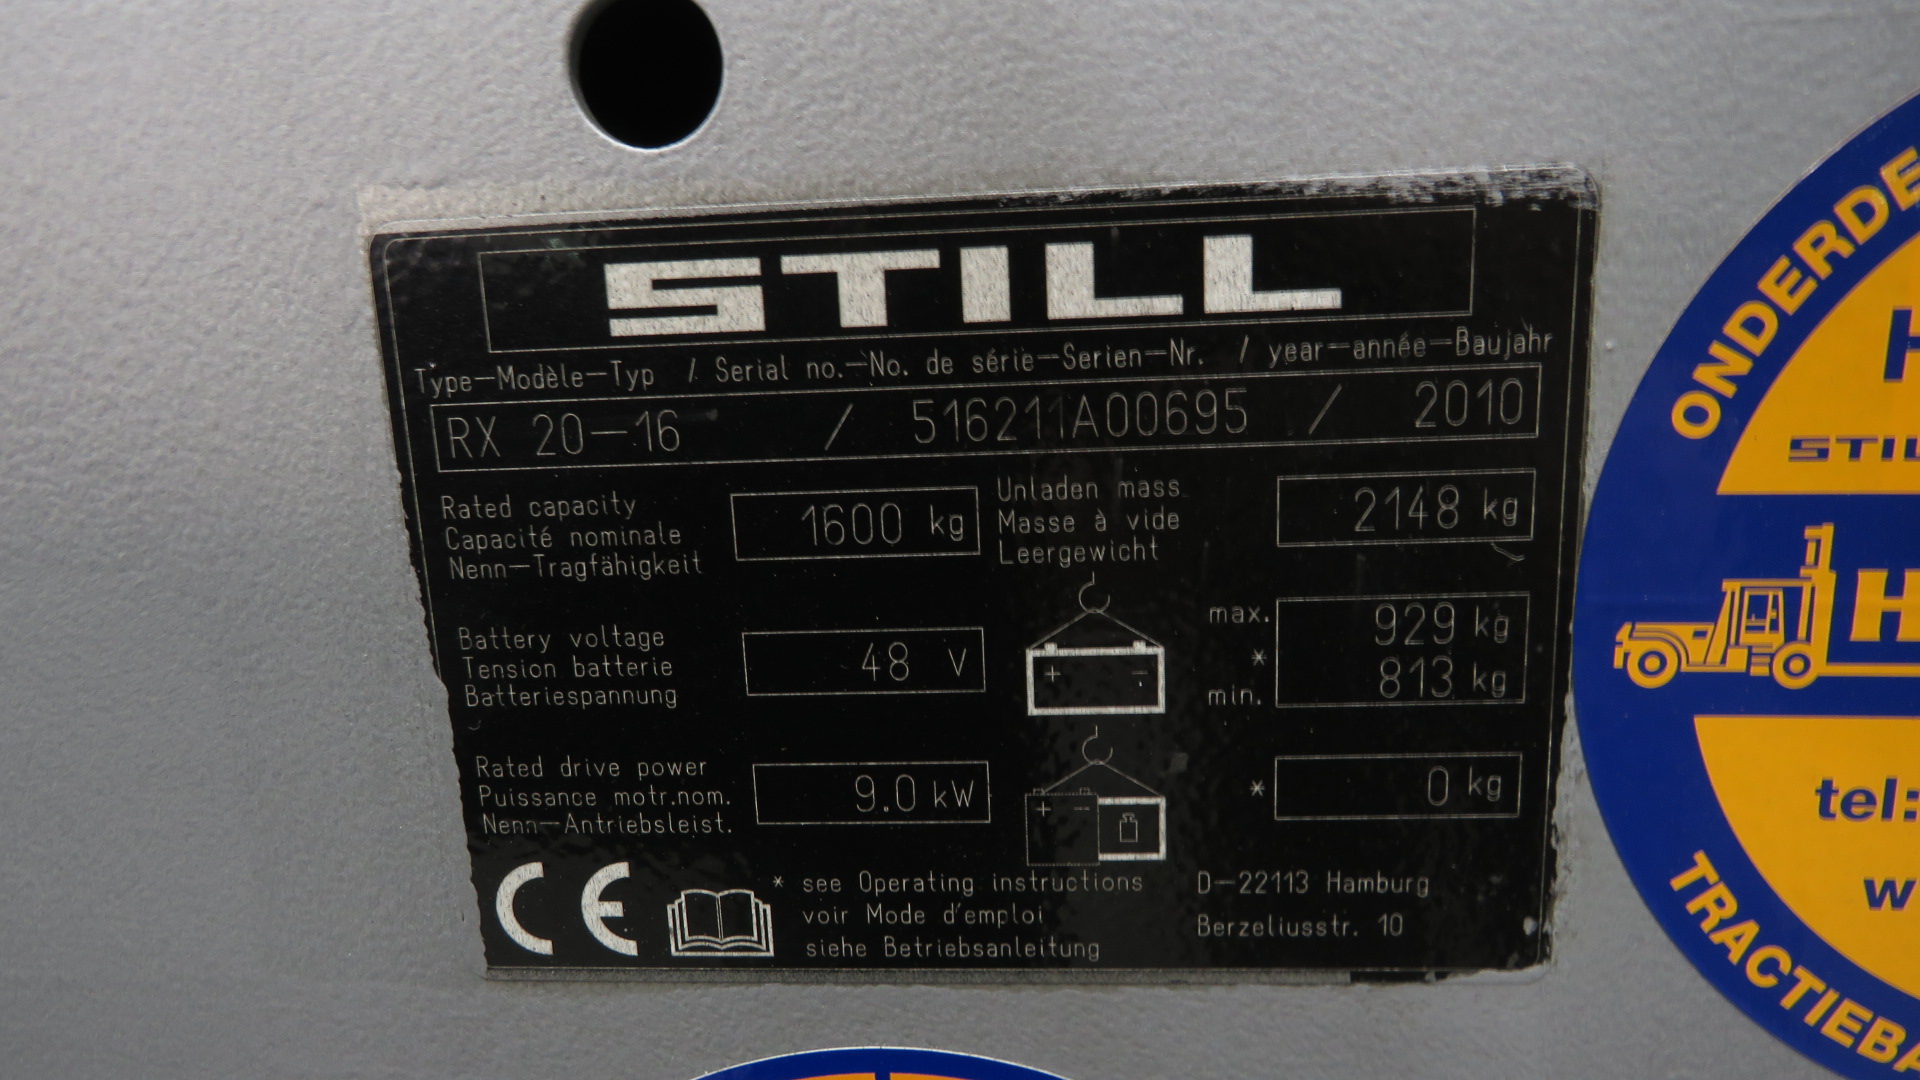 STILL
Type-Modèle-Typ / Serial no.-No. de série-Serien-Nr. / year-année-Baujahr
RX 20-16 / 516211A00695 / 2010
Rated capacity
Capacité nominale
Nenn-Tragfähigkeit
1600 kg
Unladen mass
Masse à vide
Leergewicht
2148 kg
Battery voltage
Tension batterie
Batteriespannung
48 V
+ -
max. 929 kg
*
min. 813 kg
Rated drive power
Puissance motr.nom.
Nenn-Antriebsleist.
9.0 kW
+ -
* 0 kg
CE
* see Operating instructions
voir Mode d'emploi
siehe Betriebsanleitung
D-22113 Hamburg
Berzeliusstr. 10
ONDERDE
H
STIL
H
tel:
w
TRACTIEBA